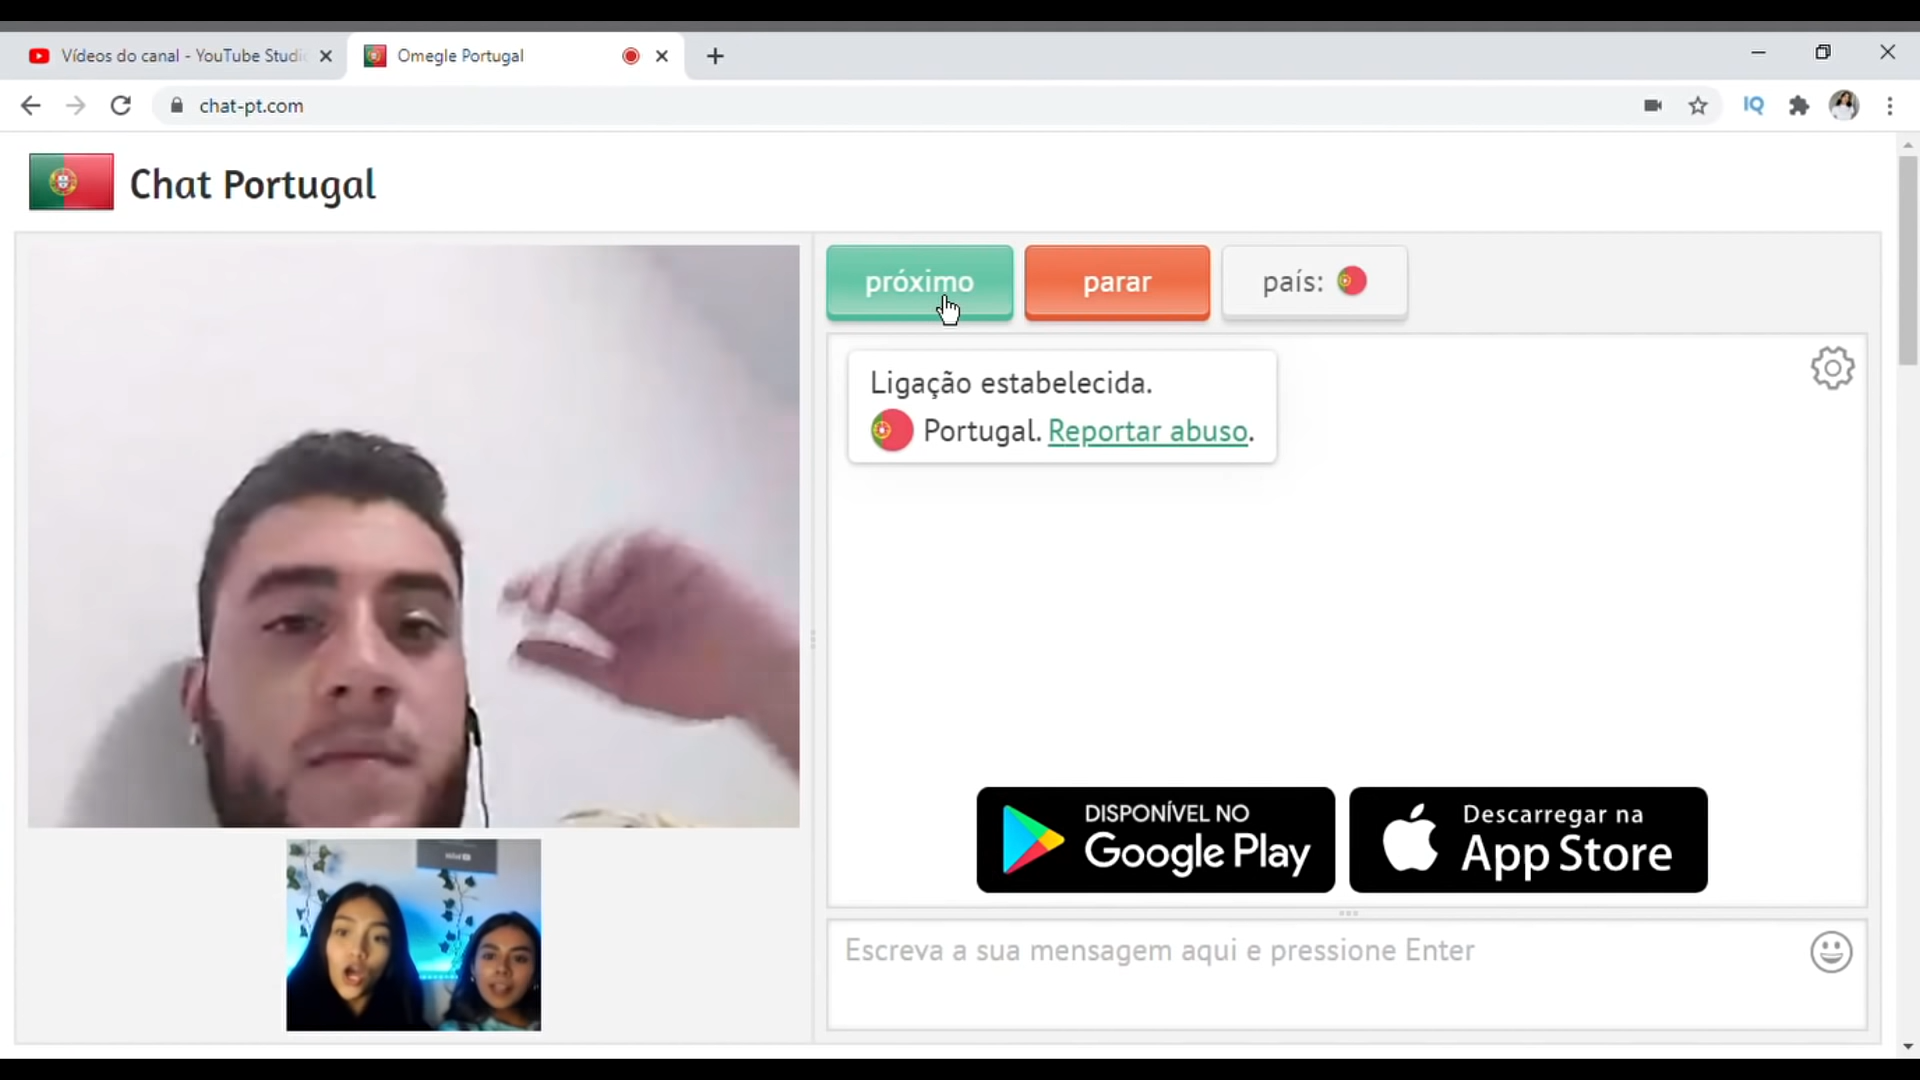 Vídeos do canal - YouTube Studi
Omegle Portugal
chat-pt.com
IQ
Chat Portugal
próximo
parar
país:
Ligação estabelecida.
Portugal. Reportar abuso.
DISPONÍVEL NO
Google Play
Descarregar na
App Store
Escreva a sua mensagem aqui e pressione Enter